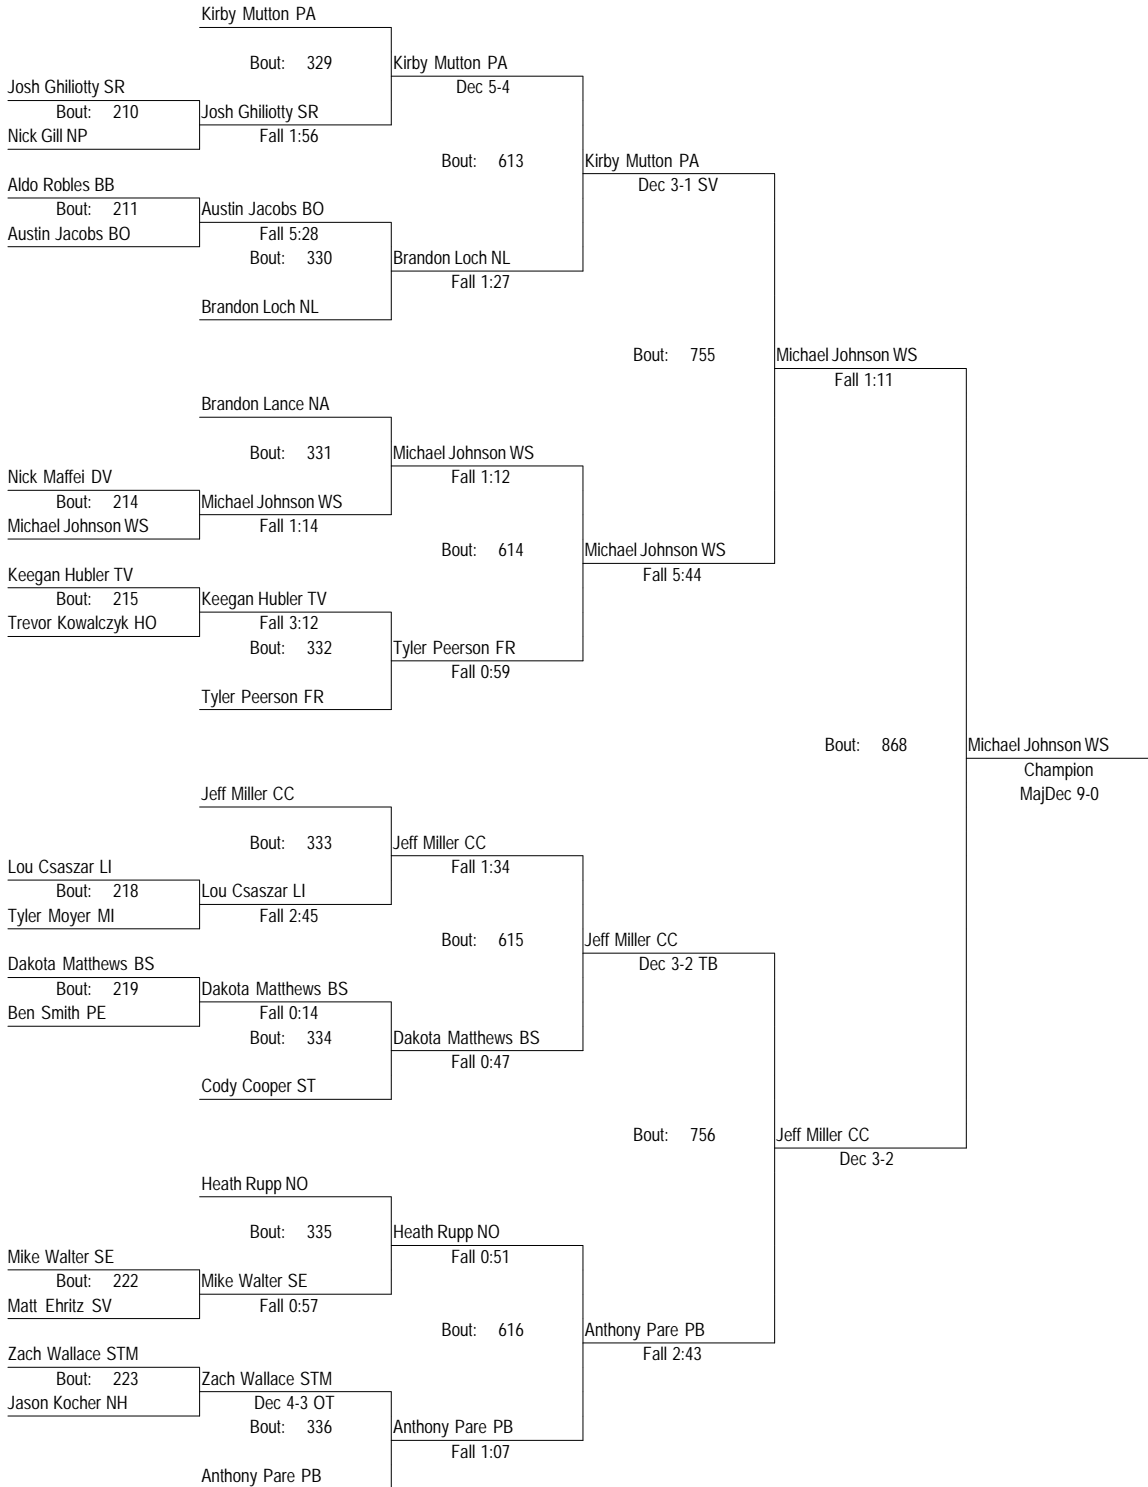 Kirby Mutton PA
Bout: 329
Kirby Mutton PA
Dec 5-4
Josh Ghiliotty SR
Bout: 210
Josh Ghiliotty SR
Nick Gill NP
Fall 1:56
Bout: 613
Kirby Mutton PA
Dec 3-1 SV
Aldo Robles BB
Bout: 211
Austin Jacobs BO
Austin Jacobs BO
Fall 5:28
Bout: 330
Brandon Loch NL
Fall 1:27
Brandon Loch NL
Bout: 755
Michael Johnson WS
Fall 1:11
Brandon Lance NA
Bout: 331
Michael Johnson WS
Fall 1:12
Nick Maffei DV
Bout: 214
Michael Johnson WS
Michael Johnson WS
Fall 1:14
Bout: 614
Michael Johnson WS
Fall 5:44
Keegan Hubler TV
Bout: 215
Keegan Hubler TV
Trevor Kowalczyk HO
Fall 3:12
Bout: 332
Tyler Peerson FR
Fall 0:59
Tyler Peerson FR
Bout: 868
Michael Johnson WS
Champion
MajDec 9-0
Jeff Miller CC
Bout: 333
Jeff Miller CC
Fall 1:34
Lou Csaszar LI
Bout: 218
Lou Csaszar LI
Tyler Moyer MI
Fall 2:45
Bout: 615
Jeff Miller CC
Dec 3-2 TB
Dakota Matthews BS
Bout: 219
Dakota Matthews BS
Ben Smith PE
Fall 0:14
Bout: 334
Dakota Matthews BS
Fall 0:47
Cody Cooper ST
Bout: 756
Jeff Miller CC
Dec 3-2
Heath Rupp NO
Bout: 335
Heath Rupp NO
Fall 0:51
Mike Walter SE
Bout: 222
Mike Walter SE
Matt Ehritz SV
Fall 0:57
Bout: 616
Anthony Pare PB
Fall 2:43
Zach Wallace STM
Bout: 223
Zach Wallace STM
Jason Kocher NH
Dec 4-3 OT
Bout: 336
Anthony Pare PB
Fall 1:07
Anthony Pare PB